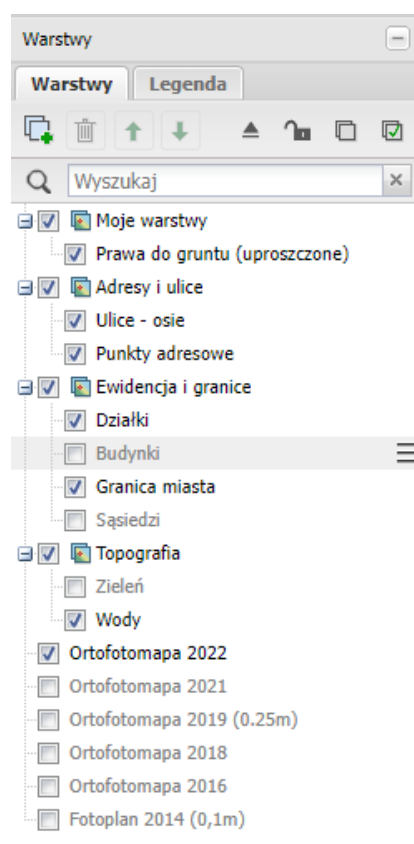 Warstwy
Warstwy Legenda
Wyszukaj
Moje warstwy
Prawa do gruntu (uproszczone)
Adresy i ulice
Ulice - osie
Punkty adresowe
Ewidencja i granice
Działki
Budynki
Granica miasta
Sąsiedzi
Topografia
Zieleń
Wody
Ortofotomapa 2022
Ortofotomapa 2021
Ortofotomapa 2019 (0.25m)
Ortofotomapa 2018
Ortofotomapa 2016
Fotoplan 2014 (0,1m)